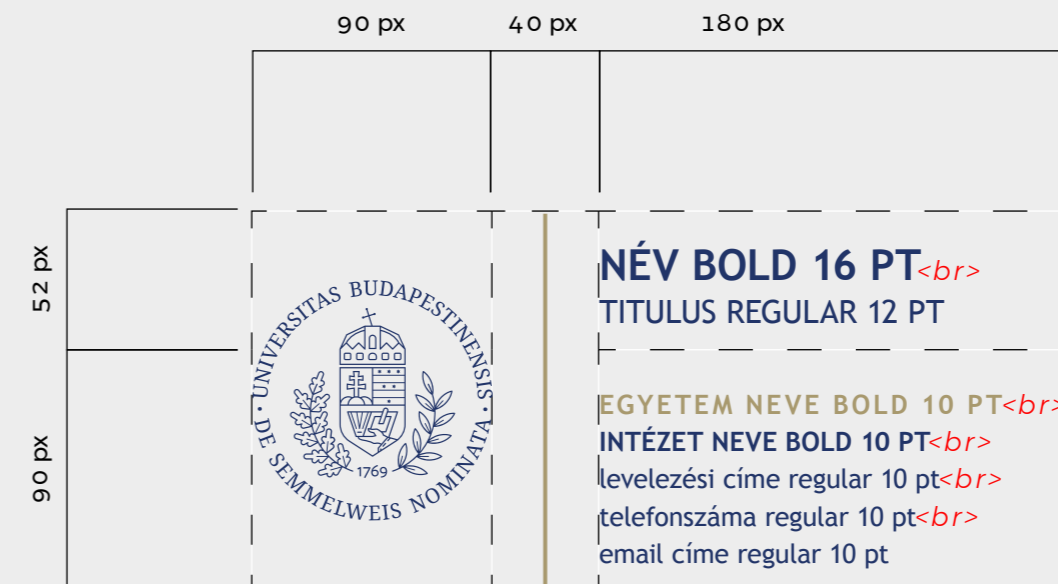 90 px 40 px 180 px
52 px
NÉV BOLD 16 PT<br>
TITULUS REGULAR 12 PT
90 px
· UNIVERSITAS BUDAPESTINENSIS · DE SEMMELWEIS NOMINATA
1769
EGYETEM NEVE BOLD 10 PT<br>
INTÉZET NEVE BOLD 10 PT<br>
levelezési címe regular 10 pt<br>
telefonszáma regular 10 pt<br>
email címe regular 10 pt